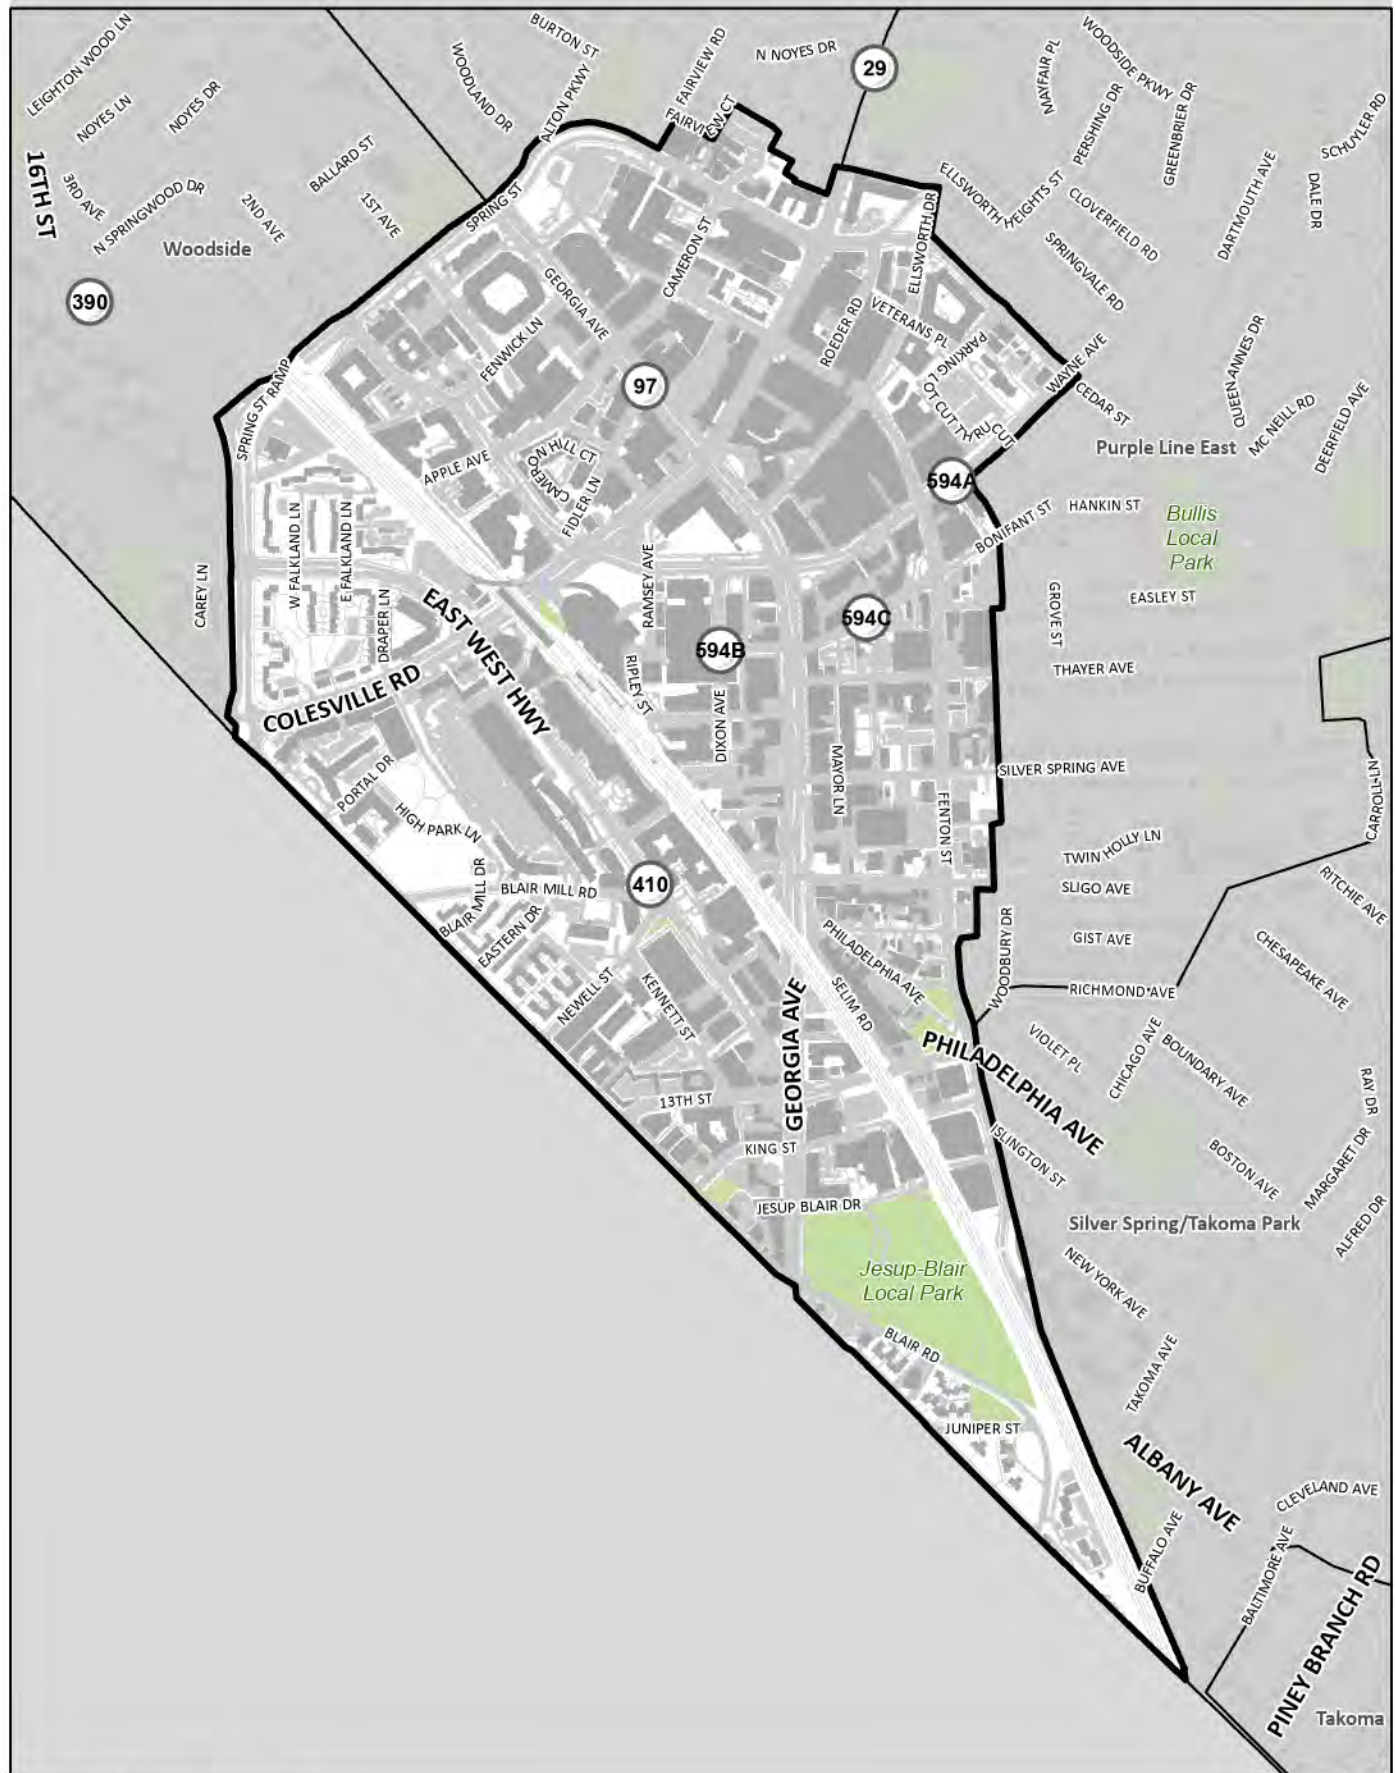 LEIGHTON WOOD LN
NOYES LN
NOYES DR
WOODLAND DR
BURTON ST
ALTON PKWY
FAIRVIEW RD
N NOYES DR
29
MAYFAIR PL
WOODSIDE PKWY
PERSHING DR
GREENBRIER DR
SCHUYLER RD
16TH ST
3RD AVE
N SPRINGWOOD DR
2ND AVE
BALLARD ST
1ST AVE
SPRING ST
Woodside
390
ELLSWORTH
HEIGHTS ST
CLOVERFIELD RD
SPRINGVALE RD
DARTMOUTH AVE
DALE DR
GEORGIA AVE
CAMERON ST
ELLSWORTH DR
FENWICK LN
ROEDER RD
VETERANS PL
PARKING LOT CUT THRU CUT
97
SPRING ST RAMP
WAYNE AVE
CEDAR ST
QUEEN ANNES DR
MC NEILL RD
DEERFIELD AVE
Purple Line East
APPLE AVE
CAMERON HILL CT
FIDLER LN
594A
BONIFANT ST
HANKIN ST
Bullis
Local
Park
CAREY LN
W FALKLAND LN
E FALKLAND LN
DRAPER LN
EAST WEST HWY
RAMSEY AVE
594C
594B
GROVE ST
EASLEY ST
THAYER AVE
COLESVILLE RD
RIPLEY ST
DIXON AVE
MAYOR LN
PORTAL DR
HIGH PARK LN
SILVER SPRING AVE
FENTON ST
CARROLL LN
TWIN HOLLY LN
SLIGO AVE
RITCHIE AVE
BLAIR MILL DR
BLAIR MILL RD
410
EASTERN DR
NEWELL ST
KENNETT ST
PHILADELPHIA AVE
SELIM RD
WOODBURY DR
GIST AVE
CHESAPEAKE AVE
RICHMOND AVE
GEORGIA AVE
PHILADELPHIA AVE
VIOLET PL
CHICAGO AVE
BOUNDARY AVE
RAY DR
13TH ST
KING ST
ISLINGTON ST
BOSTON AVE
MARGARET DR
ALFRED DR
JESUP BLAIR DR
Silver Spring/Takoma Park
Jesup-Blair
Local Park
NEW YORK AVE
BLAIR RD
TAKOMA AVE
JUNIPER ST
ALBANY AVE
CLEVELAND AVE
BUFFALO AVE
BALTIMORE AVE
PINEY BRANCH RD
Takoma